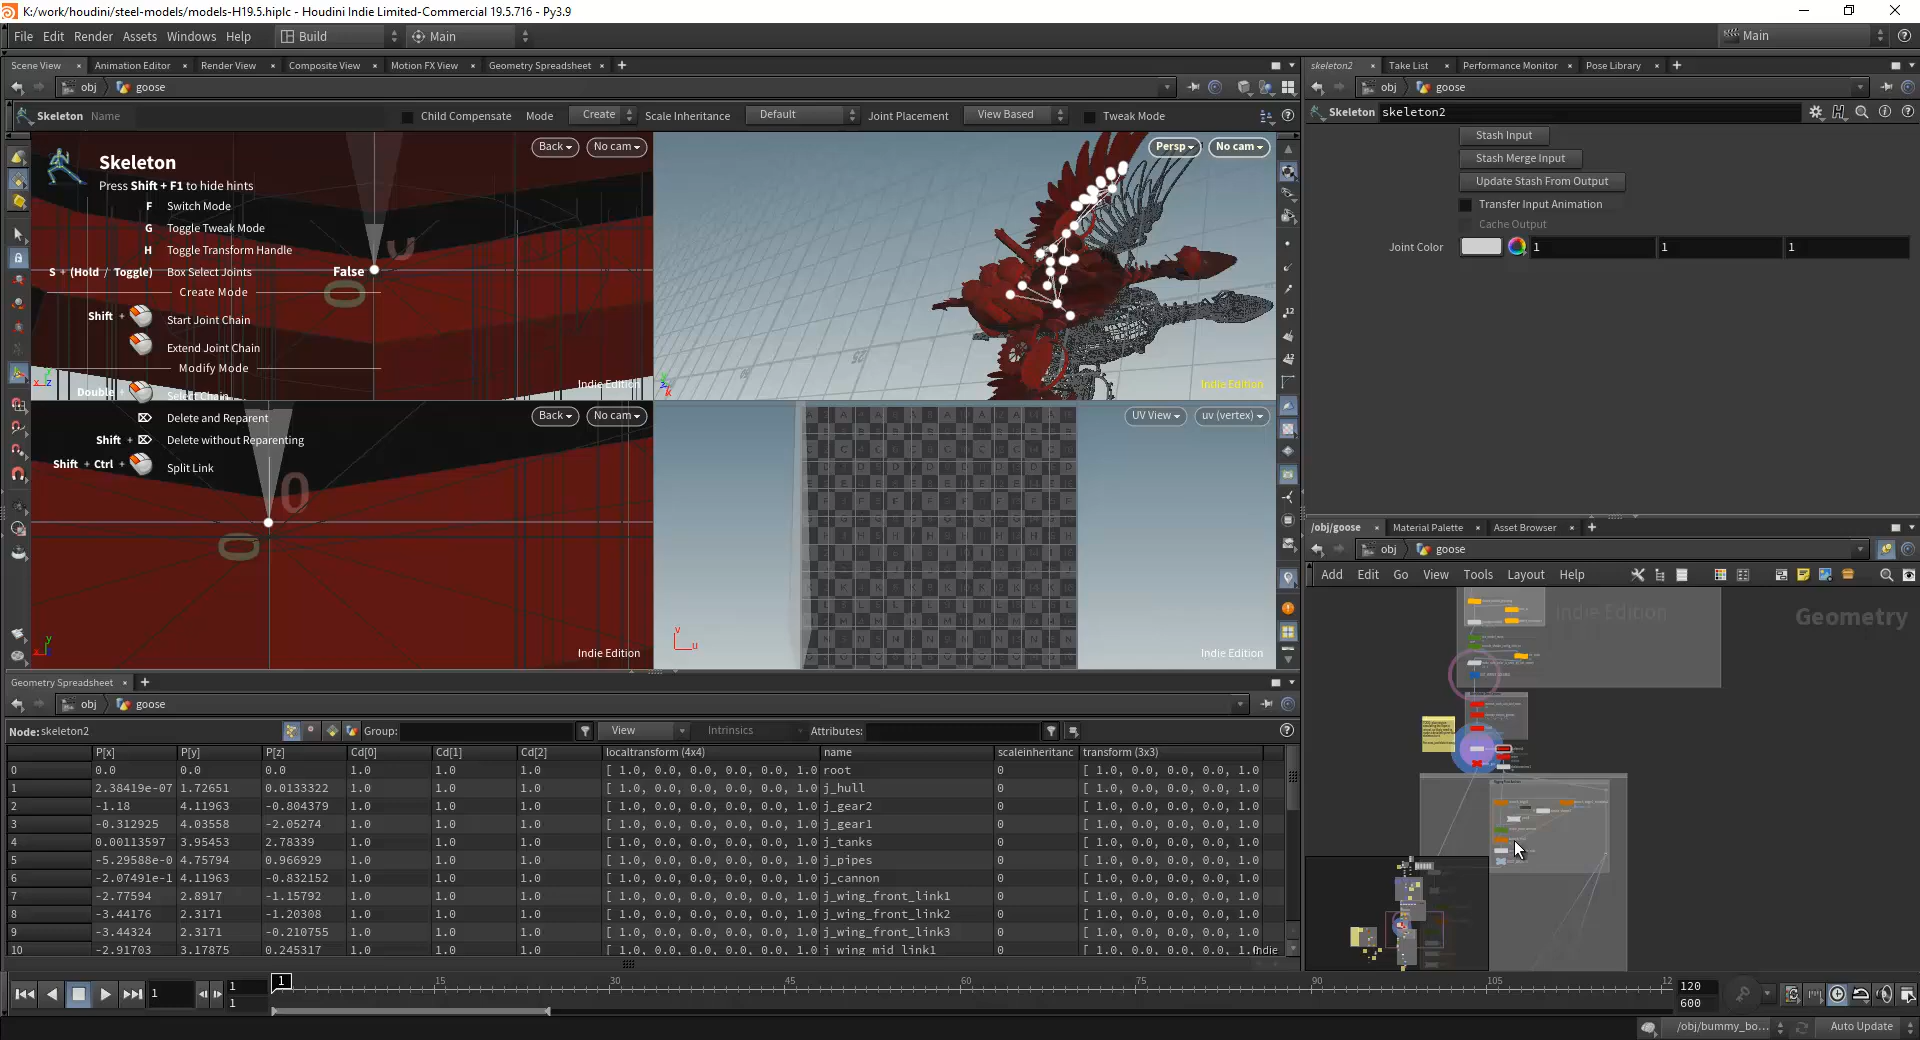 K:/work/houdini/steel-models/models-H19.5.hiplc - Houdini Indie Limited-Commercial 19.5.716 - Py3.9
File Edit Render Assets Windows Help Build Main Main
Scene View Animation Editor Render View Composite View Motion FX View Geometry Spreadsheet
obj goose
Skeleton Name Child Compensate Mode Create Scale Inheritance Default Joint Placement View Based Tweak Mode
Skeleton
Press Shift + F1 to hide hints
F Switch Mode
G Toggle Tweak Mode
H Toggle Transform Handle
S + (Hold / Toggle) Box Select Joints
Create Mode
Shift + Start Joint Chain
Extend Joint Chain
Modify Mode
Double + Select Chain
Delete and Reparent
Shift + Delete without Reparenting
Shift + Ctrl + Split Link
Back No cam
False
0
0
Indie Edition
Persp No cam
25
Indie Edition
Back No cam
0
0
Indie Edition
UV View uv (vertex)
Indie Edition
Geometry Spreadsheet
obj goose
Node: skeleton2 Group: View Intrinsics Attributes:
P[x] P[y] P[z] Cd[0] Cd[1] Cd[2] localtransform (4x4) name scaleinheritanc transform (3x3)
0 0.0 0.0 0.0 1.0 1.0 1.0 [ 1.0, 0.0, 0.0, 0.0, 0.0, 1.0 root 0 [ 1.0, 0.0, 0.0, 0.0, 1.0
1 2.38419e-07 1.72651 0.0133322 1.0 1.0 1.0 [ 1.0, 0.0, 0.0, 0.0, 0.0, 1.0 j_hull 0 [ 1.0, 0.0, 0.0, 0.0, 1.0
2 -1.18 4.11963 -0.804379 1.0 1.0 1.0 [ 1.0, 0.0, 0.0, 0.0, 0.0, 1.0 j_gear2 0 [ 1.0, 0.0, 0.0, 0.0, 1.0
3 -0.312925 4.03558 -2.05274 1.0 1.0 1.0 [ 1.0, 0.0, 0.0, 0.0, 0.0, 1.0 j_gear1 0 [ 1.0, 0.0, 0.0, 0.0, 1.0
4 0.00113597 3.95453 2.78339 1.0 1.0 1.0 [ 1.0, 0.0, 0.0, 0.0, 0.0, 1.0 j_tanks 0 [ 1.0, 0.0, 0.0, 0.0, 1.0
5 -5.29588e-0 4.75794 0.966929 1.0 1.0 1.0 [ 1.0, 0.0, 0.0, 0.0, 0.0, 1.0 j_pipes 0 [ 1.0, 0.0, 0.0, 0.0, 1.0
6 -2.07491e-1 4.11963 -0.832152 1.0 1.0 1.0 [ 1.0, 0.0, 0.0, 0.0, 0.0, 1.0 j_cannon 0 [ 1.0, 0.0, 0.0, 0.0, 1.0
7 -2.77594 2.8917 -1.15792 1.0 1.0 1.0 [ 1.0, 0.0, 0.0, 0.0, 0.0, 1.0 j_wing_front_link1 0 [ 1.0, 0.0, 0.0, 0.0, 1.0
8 -3.44176 2.3171 -1.20308 1.0 1.0 1.0 [ 1.0, 0.0, 0.0, 0.0, 0.0, 1.0 j_wing_front_link2 0 [ 1.0, 0.0, 0.0, 0.0, 1.0
9 -3.44324 2.3171 -0.210755 1.0 1.0 1.0 [ 1.0, 0.0, 0.0, 0.0, 0.0, 1.0 j_wing_front_link3 0 [ 1.0, 0.0, 0.0, 0.0, 1.0
10 -2.91703 3.17875 0.245317 1.0 1.0 1.0 [ 1.0, 0.0, 0.0, 0.0, 0.0, 1.0 j_wing_mid_link1 0 [ 1.0, 0.0, 0.0, 0.0, 1.0
Indie
skeleton2 Take List Performance Monitor Pose Library
obj goose
Skeleton skeleton2
Stash Input
Stash Merge Input
Update Stash From Output
Transfer Input Animation
Cache Output
Joint Color 1 1 1
/obj/goose Material Palette Asset Browser
obj goose
Add Edit Go View Tools Layout Help
Indie Edition Geometry
1 1 1 15 30 45 60 75 90 105 12 120
1 600
/obj/bummy_bo... Auto Update